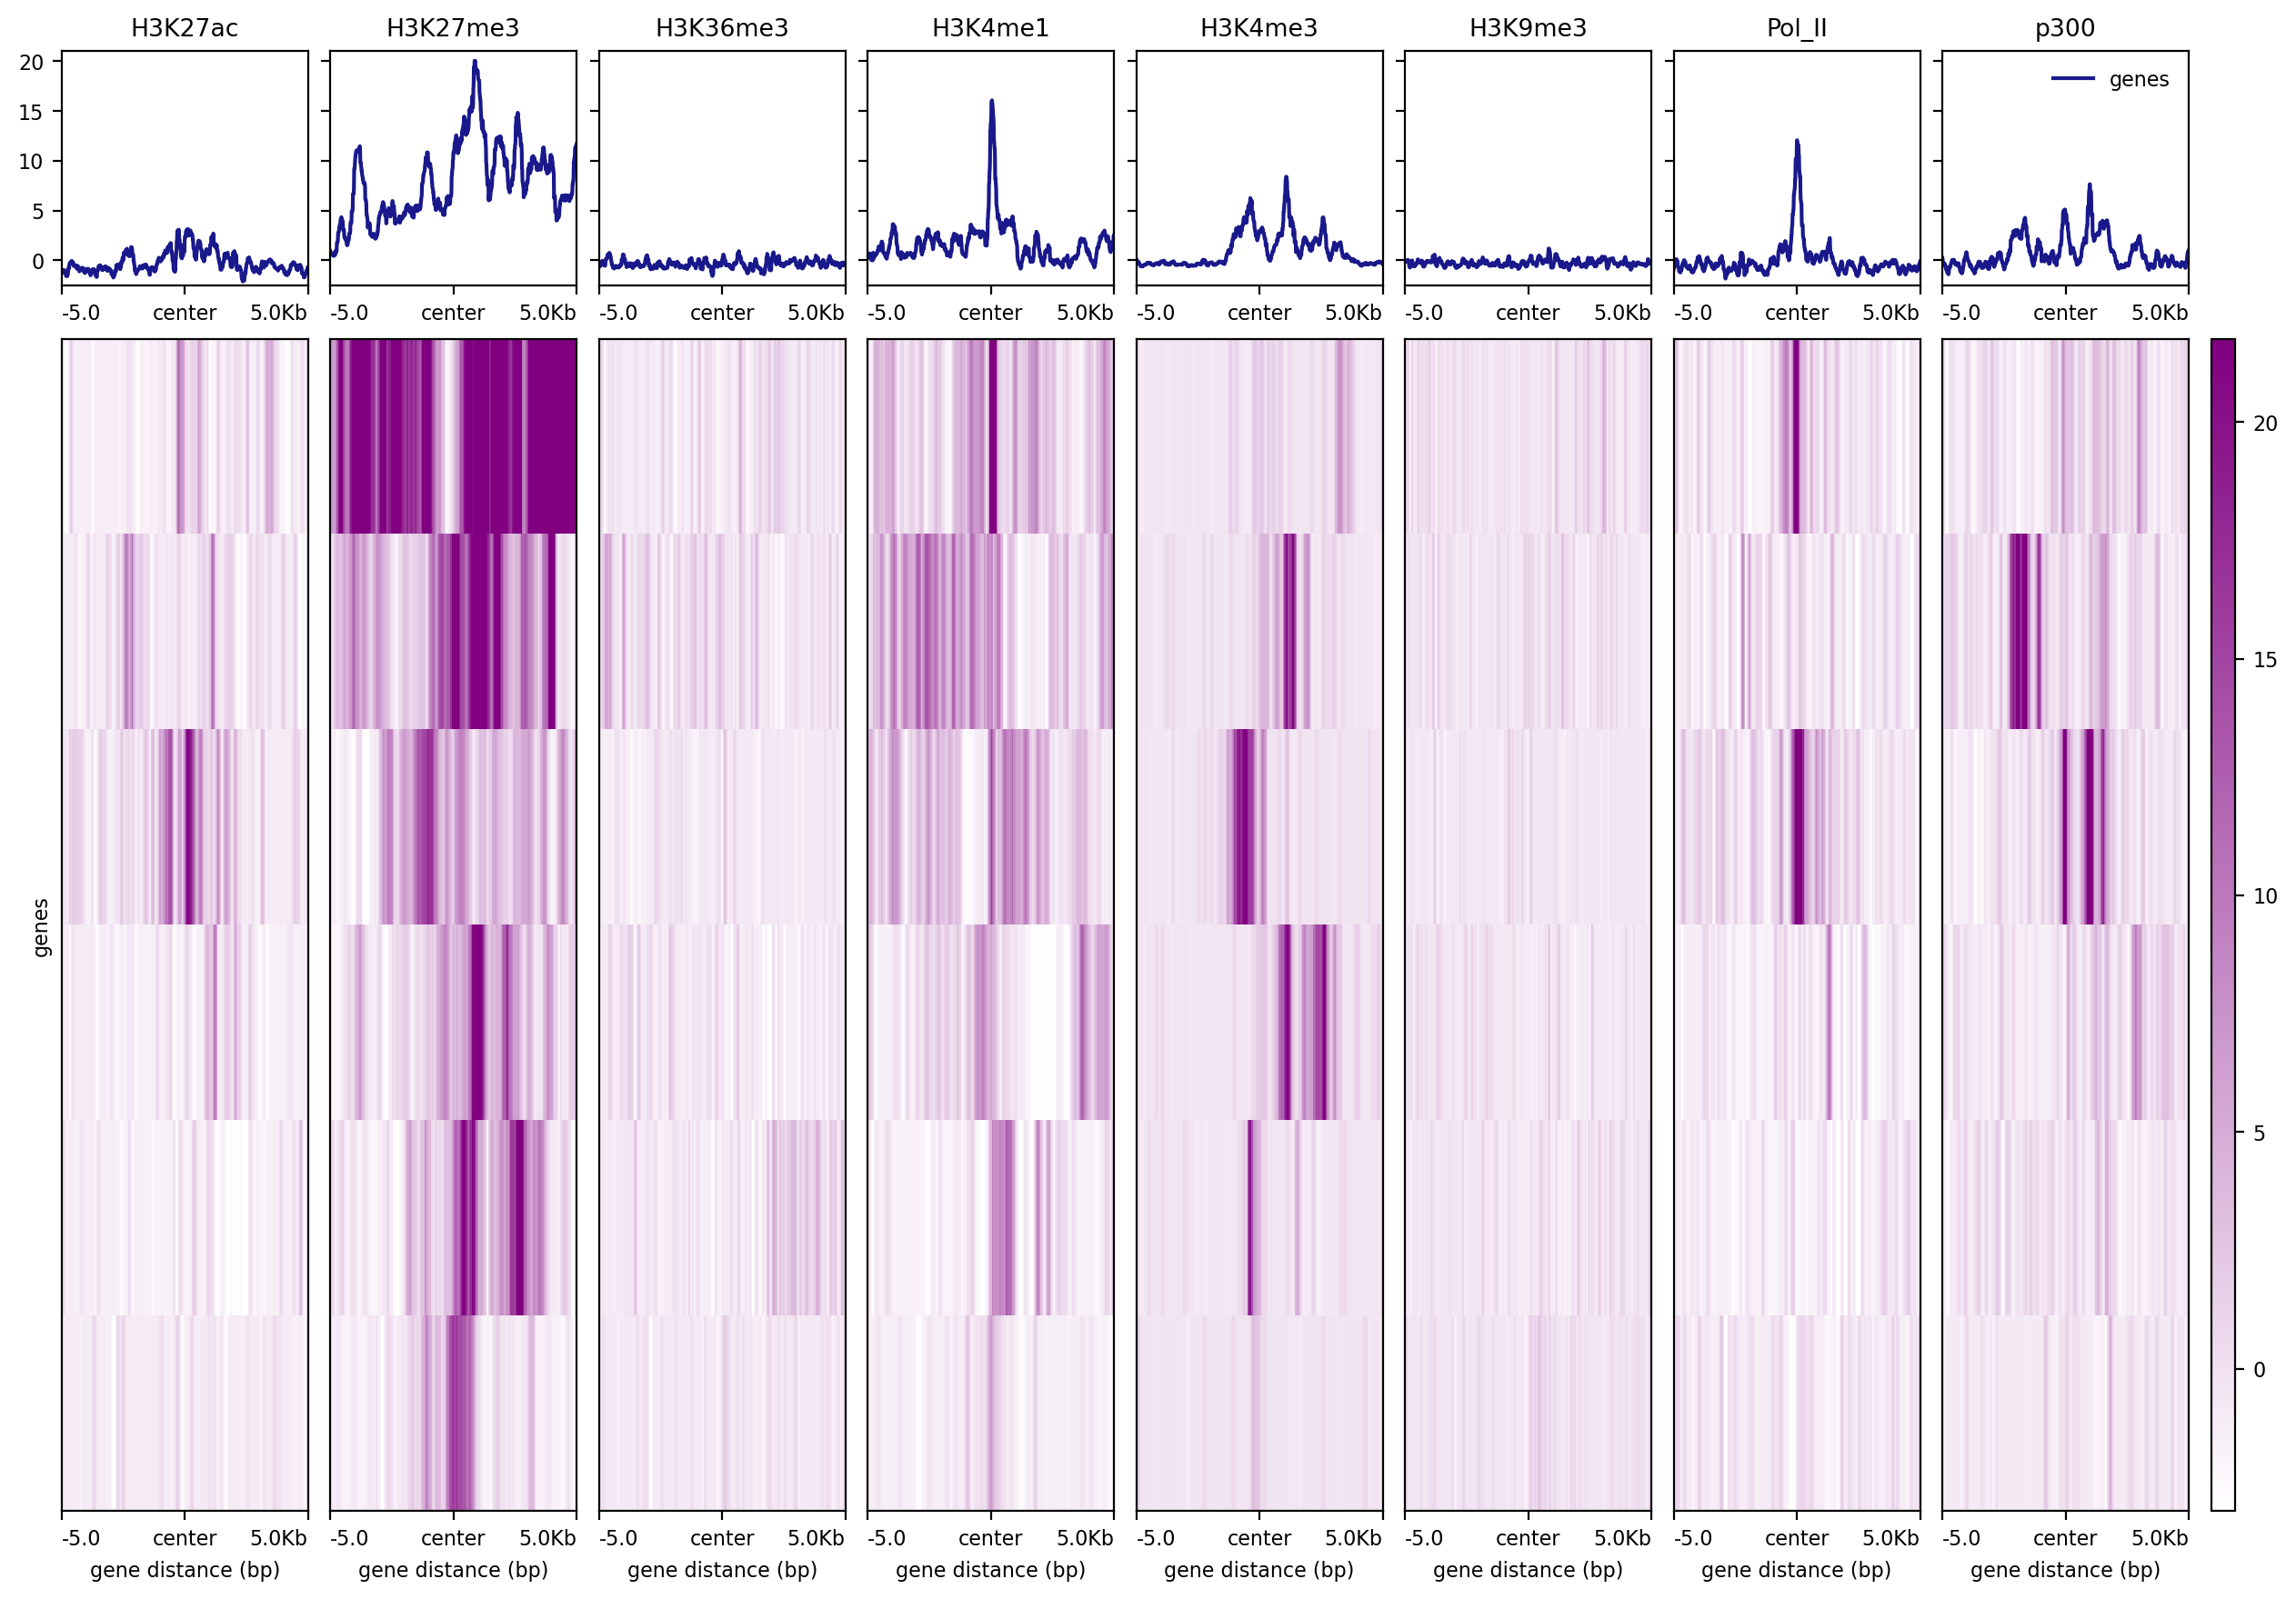 H3K27ac H3K27me3 H3K36me3 H3K4me1 H3K4me3 H3K9me3 Pol_II p300
20
15
10
5
0
genes
-5.0 center 5.0Kb -5.0 center 5.0Kb -5.0 center 5.0Kb -5.0 center 5.0Kb -5.0 center 5.0Kb -5.0 center 5.0Kb -5.0 center 5.0Kb -5.0 center 5.0Kb
genes
20
15
10
5
0
-5.0 center 5.0Kb -5.0 center 5.0Kb -5.0 center 5.0Kb -5.0 center 5.0Kb -5.0 center 5.0Kb -5.0 center 5.0Kb -5.0 center 5.0Kb -5.0 center 5.0Kb
gene distance (bp) gene distance (bp) gene distance (bp) gene distance (bp) gene distance (bp) gene distance (bp) gene distance (bp) gene distance (bp)